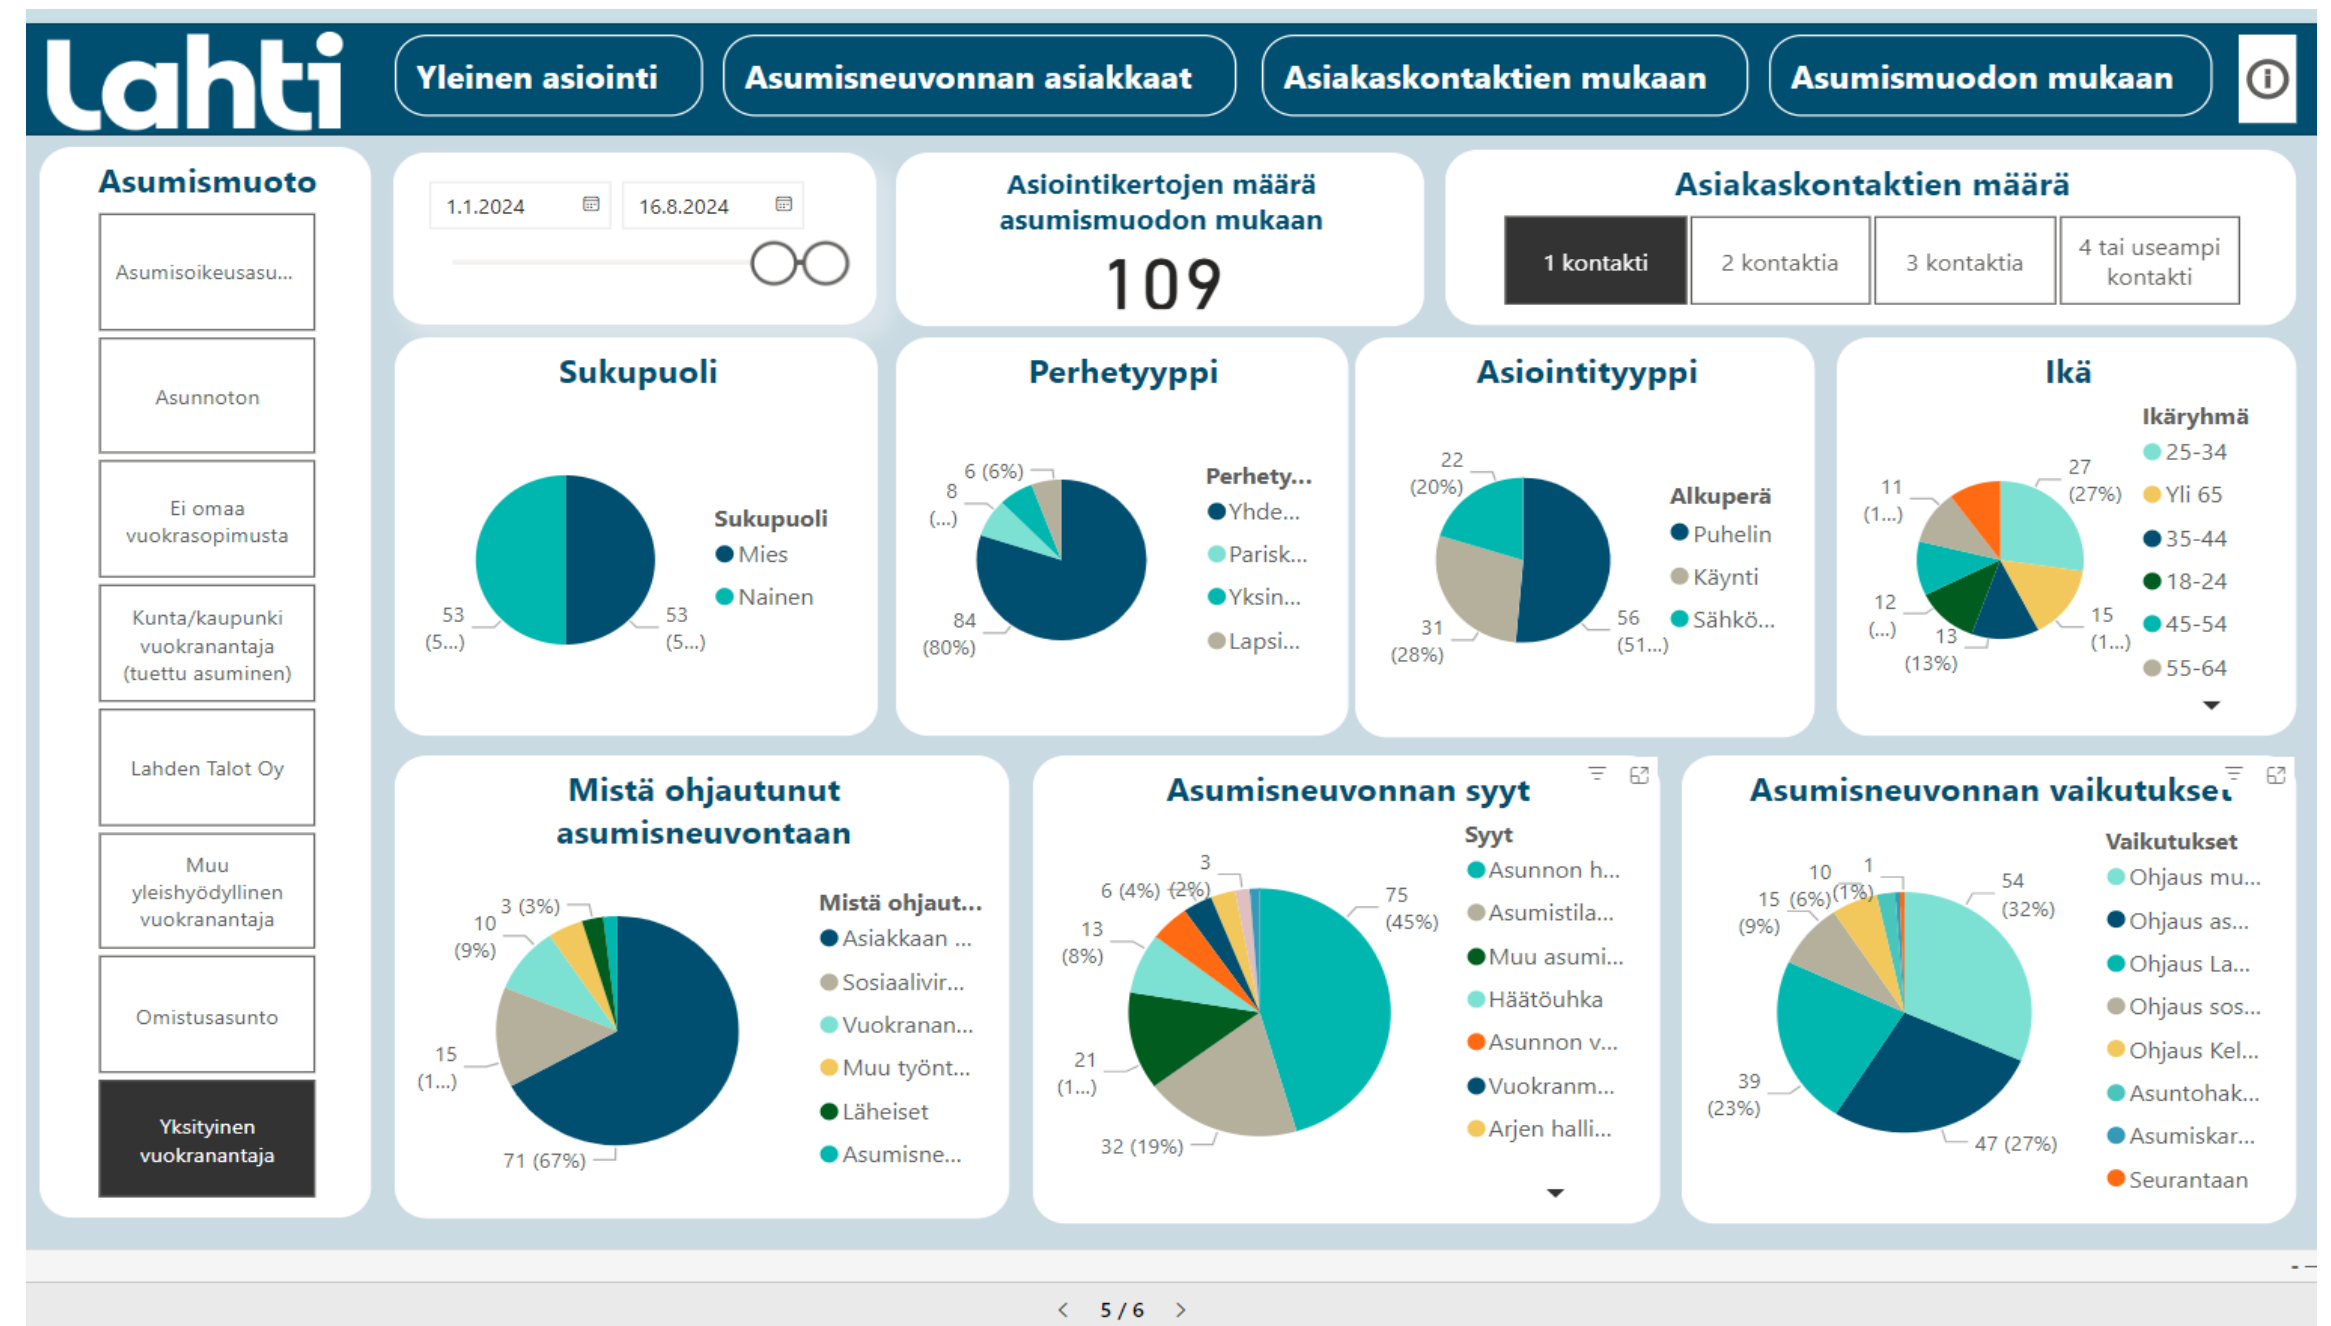 Lahti
Yleinen asiointi
Asumisneuvonnan asiakkaat
Asiakaskontaktien mukaan
Asumismuodon mukaan
Asumismuoto
Asumisoikeusasu...
Asunnoton
Ei omaa
vuokrasopimusta
Kunta/kaupunki
vuokranantaja
(tuettu asuminen)
Lahden Talot Oy
Muu
yleishyödyllinen
vuokranantaja
Omistusasunto
Yksityinen
vuokranantaja
1.1.2024
16.8.2024
Asiointikertojen määrä
asumismuodon mukaan
109
Asiakaskontaktien määrä
1 kontakti
2 kontaktia
3 kontaktia
4 tai useampi
kontakti
Sukupuoli
53
(5...)
53
(5...)
Sukupuoli
Mies
Nainen
Perhetyyppi
6 (6%)
8
(...)
84
(80%)
Perhety...
Yhde...
Parisk...
Yksin...
Lapsi...
Asiointityyppi
22
(20%)
31
(28%)
56
(51...)
Alkuperä
Puhelin
Käynti
Sähkö...
Ikä
27
(27%)
11
(1...)
12
(...)
13
(13%)
15
(1...)
Ikäryhmä
25-34
Yli 65
35-44
18-24
45-54
55-64
Mistä ohjautunut
asumisneuvontaan
3 (3%)
10
(9%)
15
(1...)
71 (67%)
Mistä ohjaut...
Asiakkaan ...
Sosiaalivir...
Vuokranan...
Muu työnt...
Läheiset
Asumisne...
Asumisneuvonnan syyt
3
(2%)
6 (4%)
13
(8%)
21
(1...)
32 (19%)
75
(45%)
Syyt
Asunnon h...
Asumistila...
Muu asumi...
Häätöuhka
Asunnon v...
Vuokranm...
Arjen halli...
Asumisneuvonnan vaikutukset
1
(1%)
10
(6%)
15
(9%)
39
(23%)
54
(32%)
47 (27%)
Vaikutukset
Ohjaus mu...
Ohjaus as...
Ohjaus La...
Ohjaus sos...
Ohjaus Kel...
Asuntohak...
Asumiskar...
Seurantaan
5 / 6